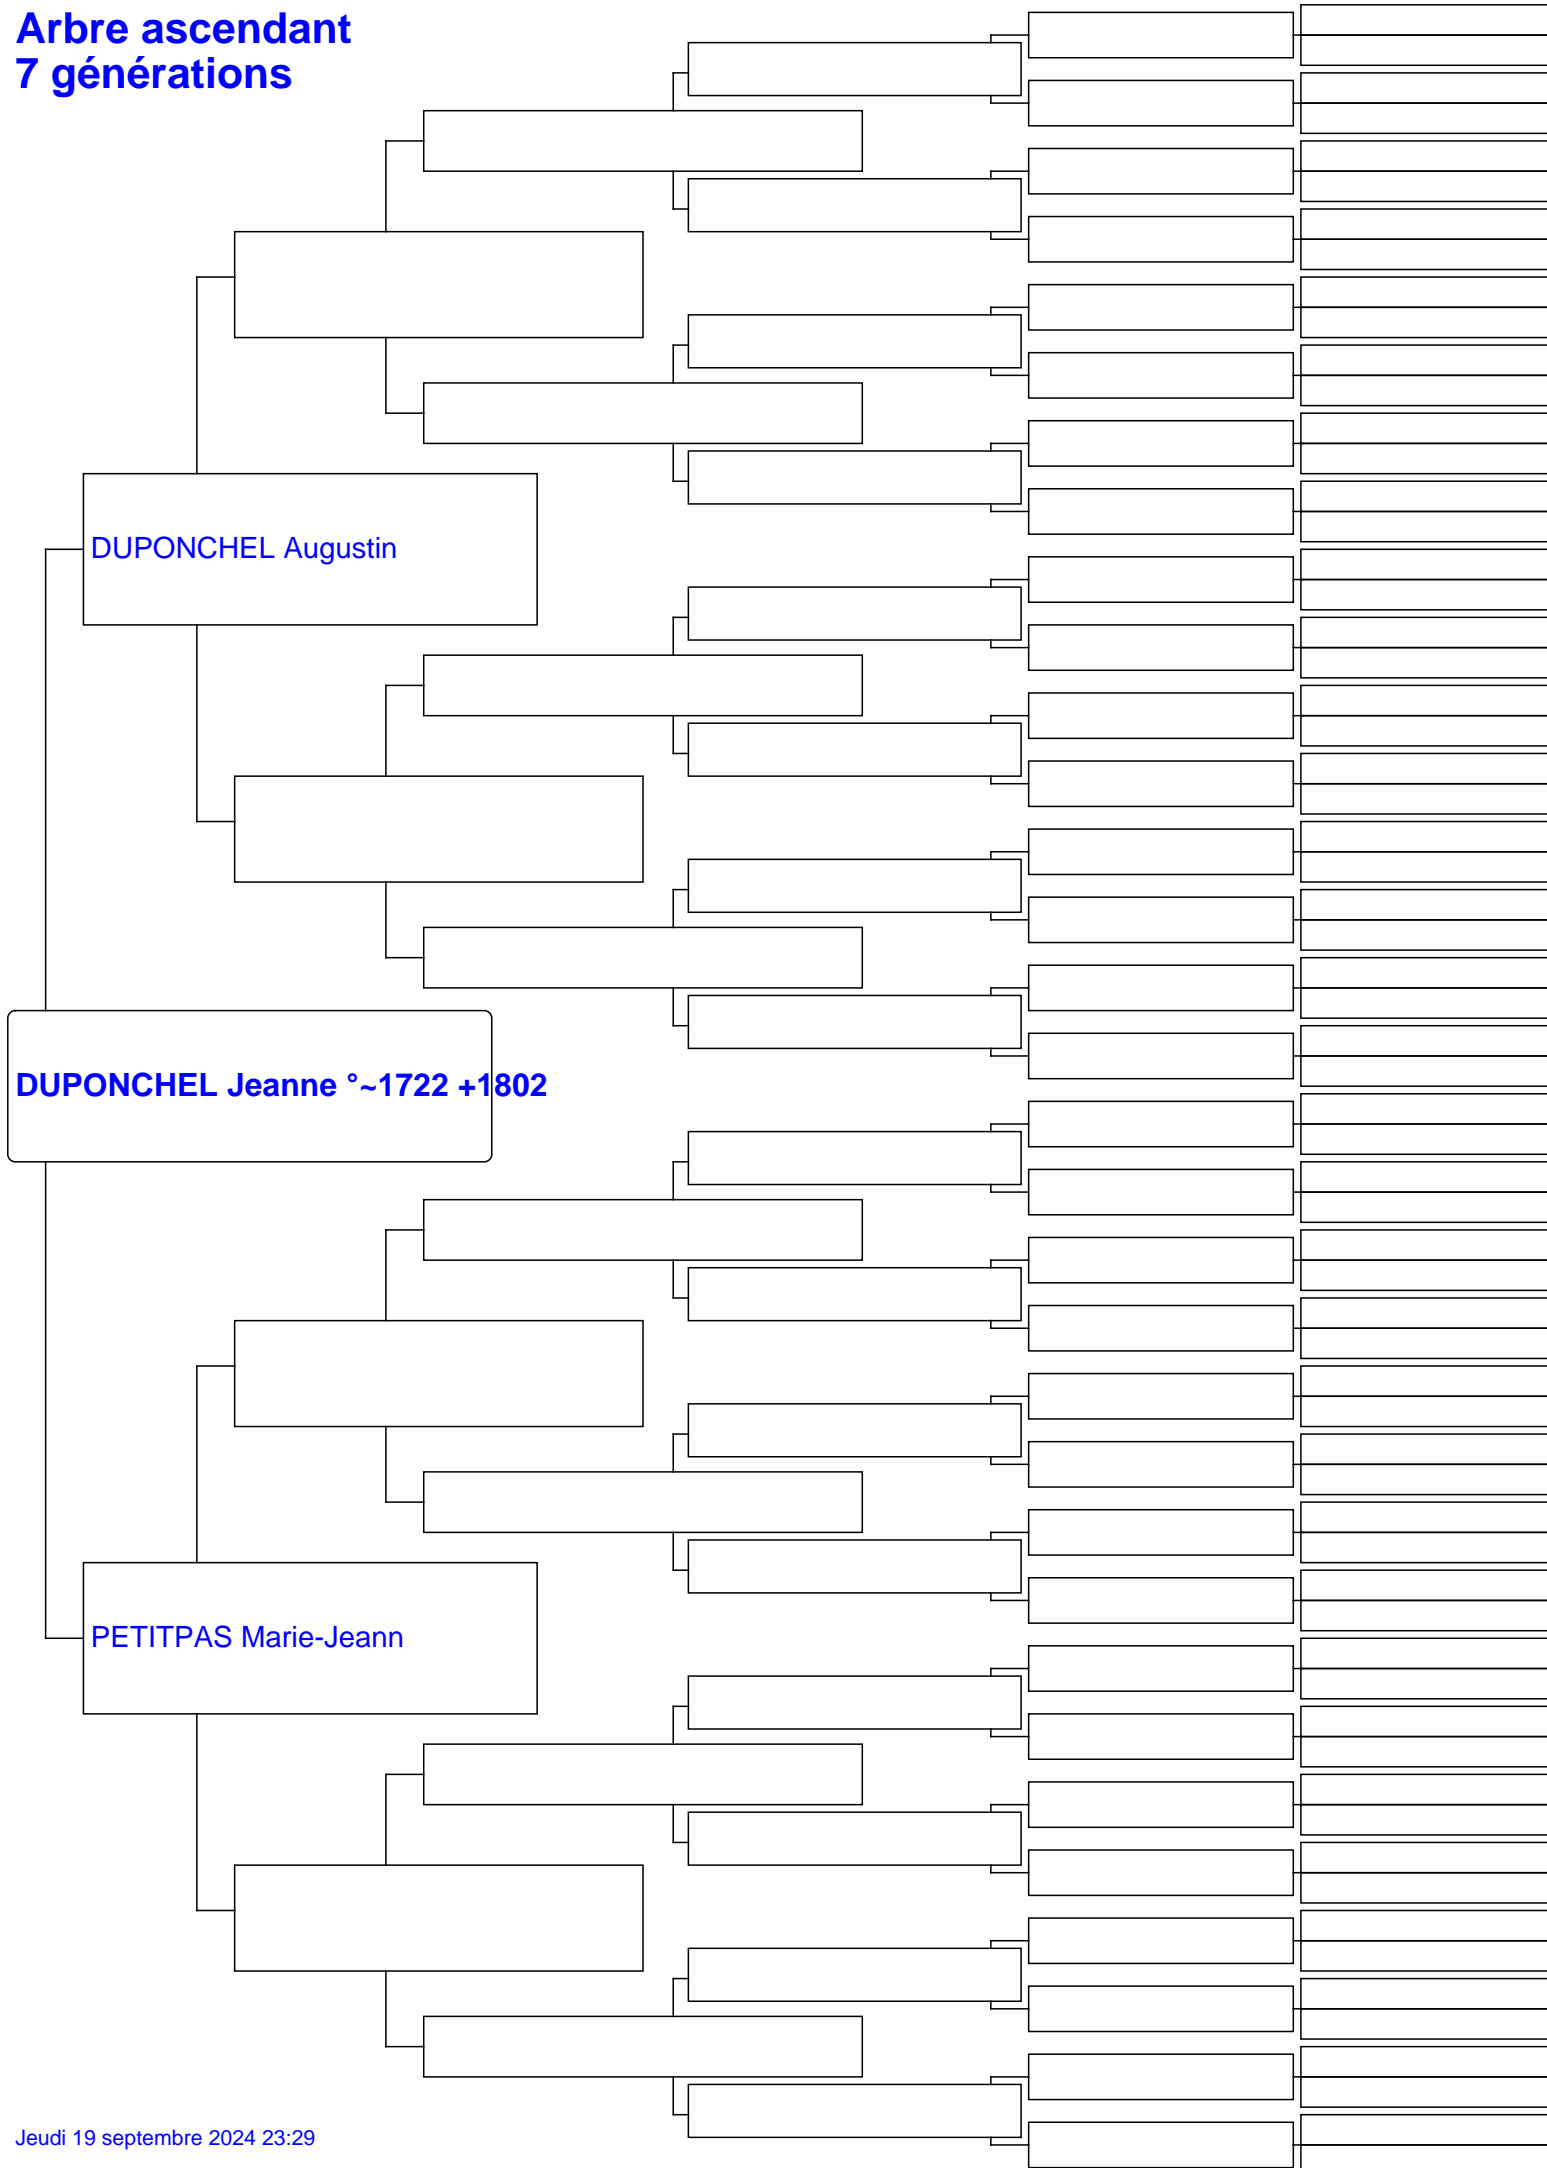 Arbre ascendant
7 générations
DUPONCHEL Augustin
DUPONCHEL Jeanne °~1722 +1802
PETITPAS Marie-Jeann
Jeudi 19 septembre 2024 23:29